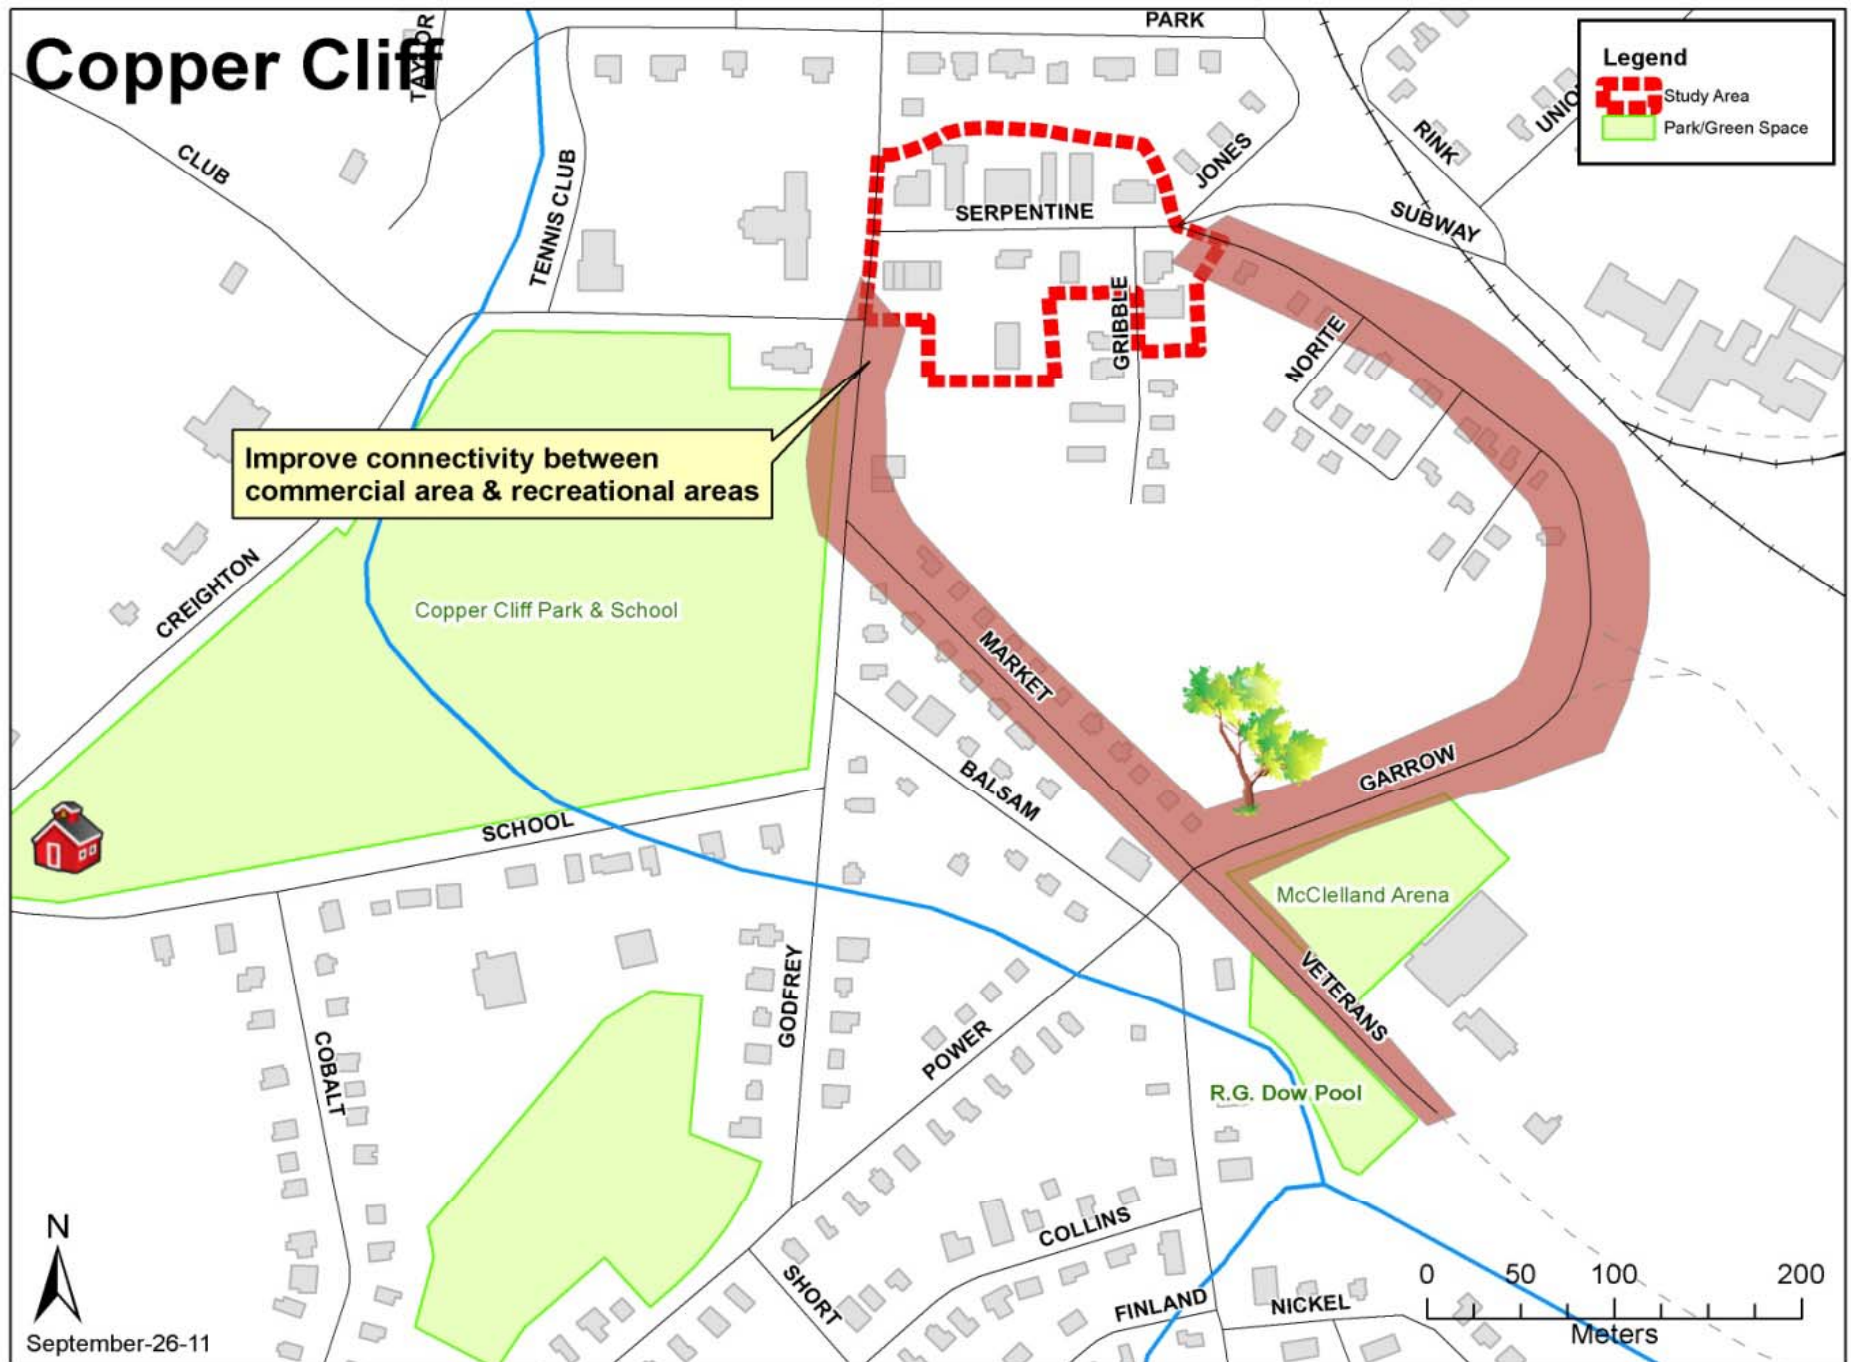 Copper Cliff
TAYLOR
PARK
Legend
Study Area
Park/Green Space
CLUB
TENNIS CLUB
JONES
RINK
UNION
SERPENTINE
SUBWAY
GRIBBLE
NORITE
Improve connectivity between
commercial area & recreational areas
CREIGHTON
Copper Cliff Park & School
MARKET
GARROW
BALSAM
SCHOOL
McClelland Arena
VETERANS
GODFREY
POWER
COBALT
R.G. Dow Pool
COLLINS
SHORT
FINLAND
NICKEL
N
September-26-11
0 50 100 200
Meters